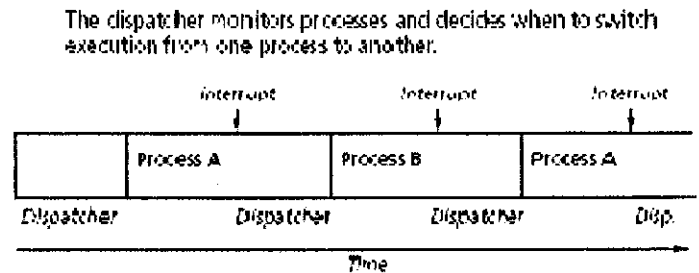 The dispatcher monitors processes and decides when to switch
execution from one process to another.
Interrupt Interrupt Interrupt
Process A Process B Process A
Dispatcher Dispatcher Dispatcher Disp.
Time